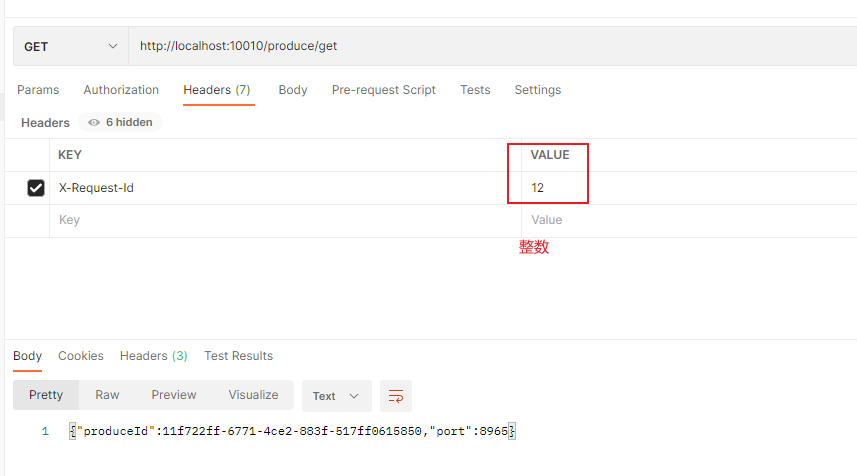 GET http://localhost:10010/produce/get
Params Authorization Headers (7) Body Pre-request Script Tests Settings
Headers 6 hidden
KEY VALUE
X-Request-Id 12
Key Value
整数
Body Cookies Headers (3) Test Results
Pretty Raw Preview Visualize Text
1 {"produceId":11f722ff-6771-4ce2-883f-517ff0615850,"port":8965}